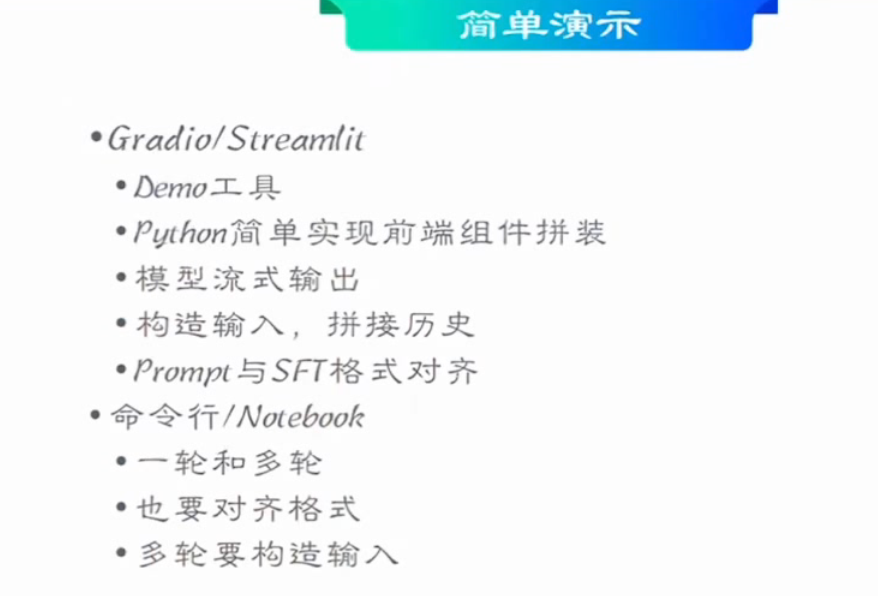 简单演示
•Gradio/Streamlit
•Demo工具
•Python简单实现前端组件拼装
•模型流式输出
•构造输入，拼接历史
•Prompt与SFT格式对齐
•命令行/Notebook
•一轮和多轮
•也要对齐格式
•多轮要构造输入